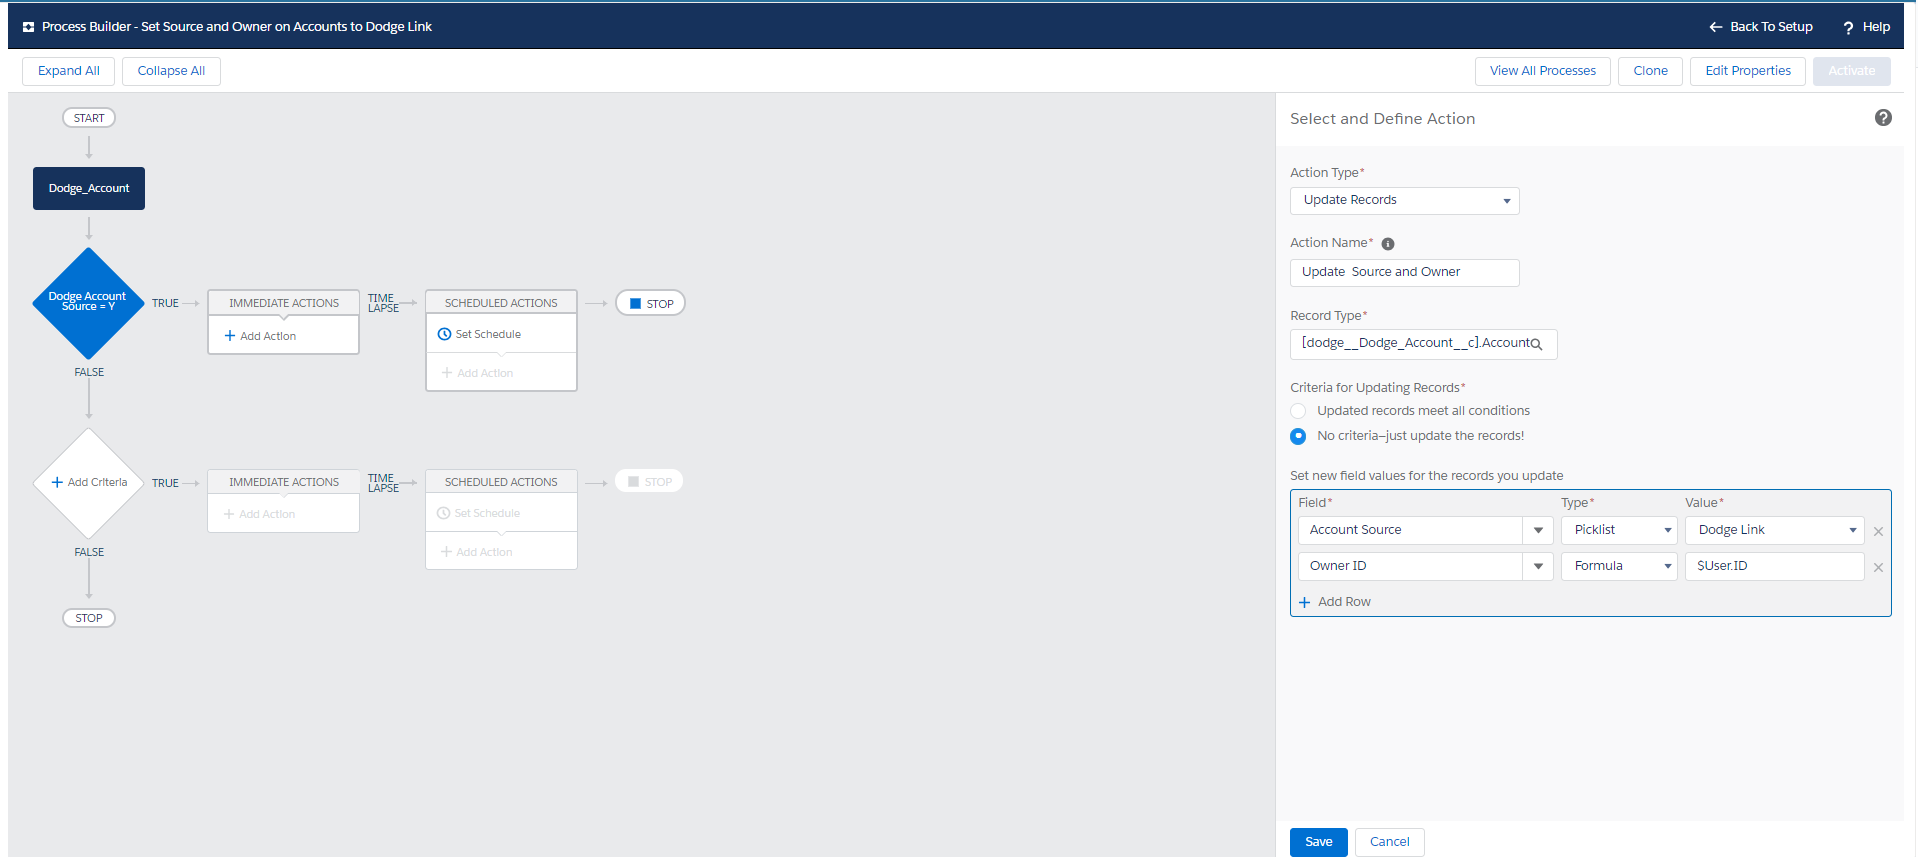 Process Builder - Set Source and Owner on Accounts to Dodge Link
Back To Setup
? Help
Expand All
Collapse All
View All Processes
Clone
Edit Properties
Activate
START
Dodge_Account
Dodge Account
Source = Y
TRUE
IMMEDIATE ACTIONS
+ Add Action
TIME
LAPSE
SCHEDULED ACTIONS
Set Schedule
+ Add Action
STOP
FALSE
+ Add Criteria
TRUE
IMMEDIATE ACTIONS
+ Add Action
TIME
LAPSE
SCHEDULED ACTIONS
Set Schedule
+ Add Action
STOP
FALSE
STOP
Select and Define Action
?
Action Type*
Update Records
Action Name*
i
Update  Source and Owner
Record Type*
[dodge__Dodge_Account__c].Account
Criteria for Updating Records*
Updated records meet all conditions
No criteria—just update the records!
Set new field values for the records you update
Field* Type* Value*
Account Source Picklist Dodge Link
Owner ID Formula $User.ID
+ Add Row
Save
Cancel